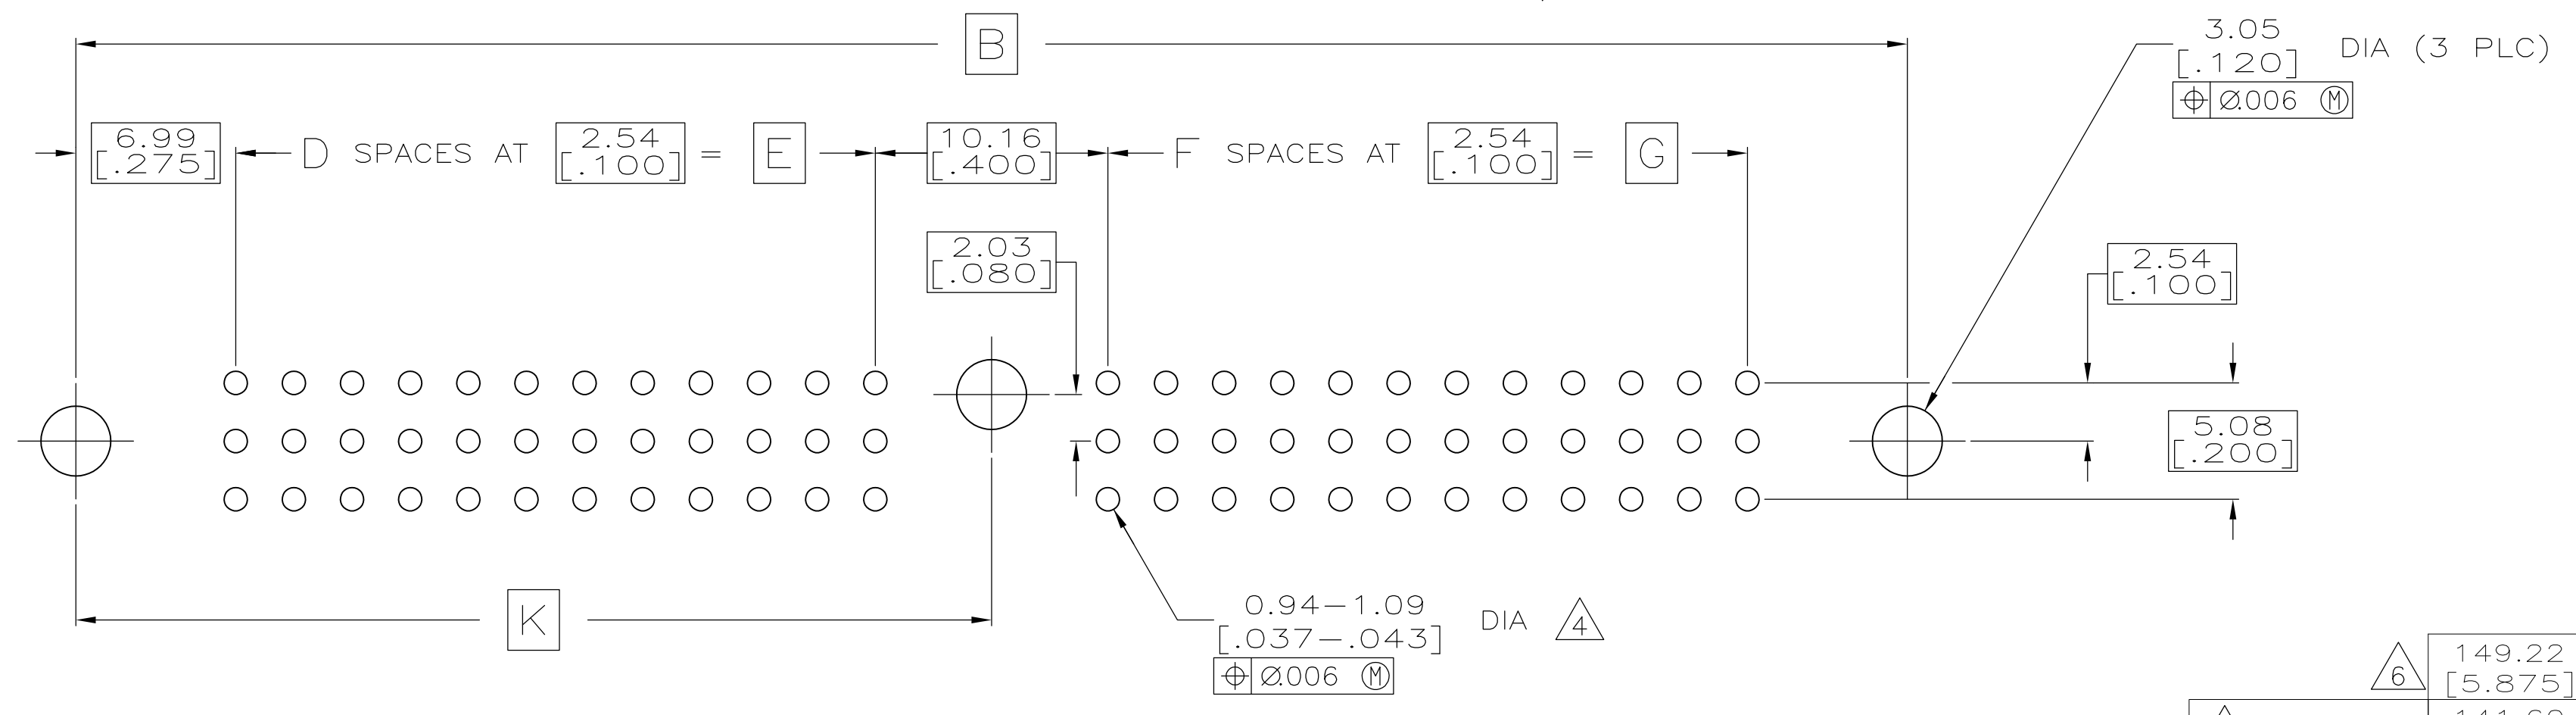 B
3.05
[.120]
DIA (3 PLC)
⌖ Ø.006 Ⓜ
6.99
[.275]
D SPACES AT
2.54
[.100]
=
E
10.16
[.400]
F SPACES AT
2.54
[.100]
=
G
2.03
[.080]
2.54
[.100]
5.08
[.200]
K
0.94-1.09
[.037-.043]
DIA
4
⌖ Ø.006 Ⓜ
6
149.22
[5.875]